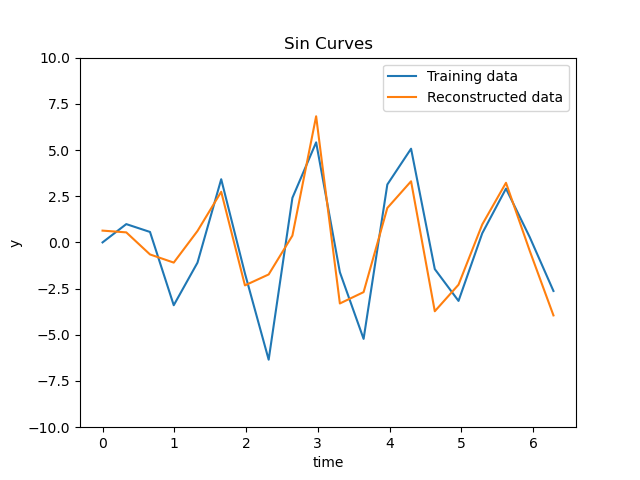 Sin Curves
Training data
Reconstructed data
10.0
7.5
5.0
2.5
0.0
−2.5
−5.0
−7.5
−10.0
y
0 1 2 3 4 5 6
time